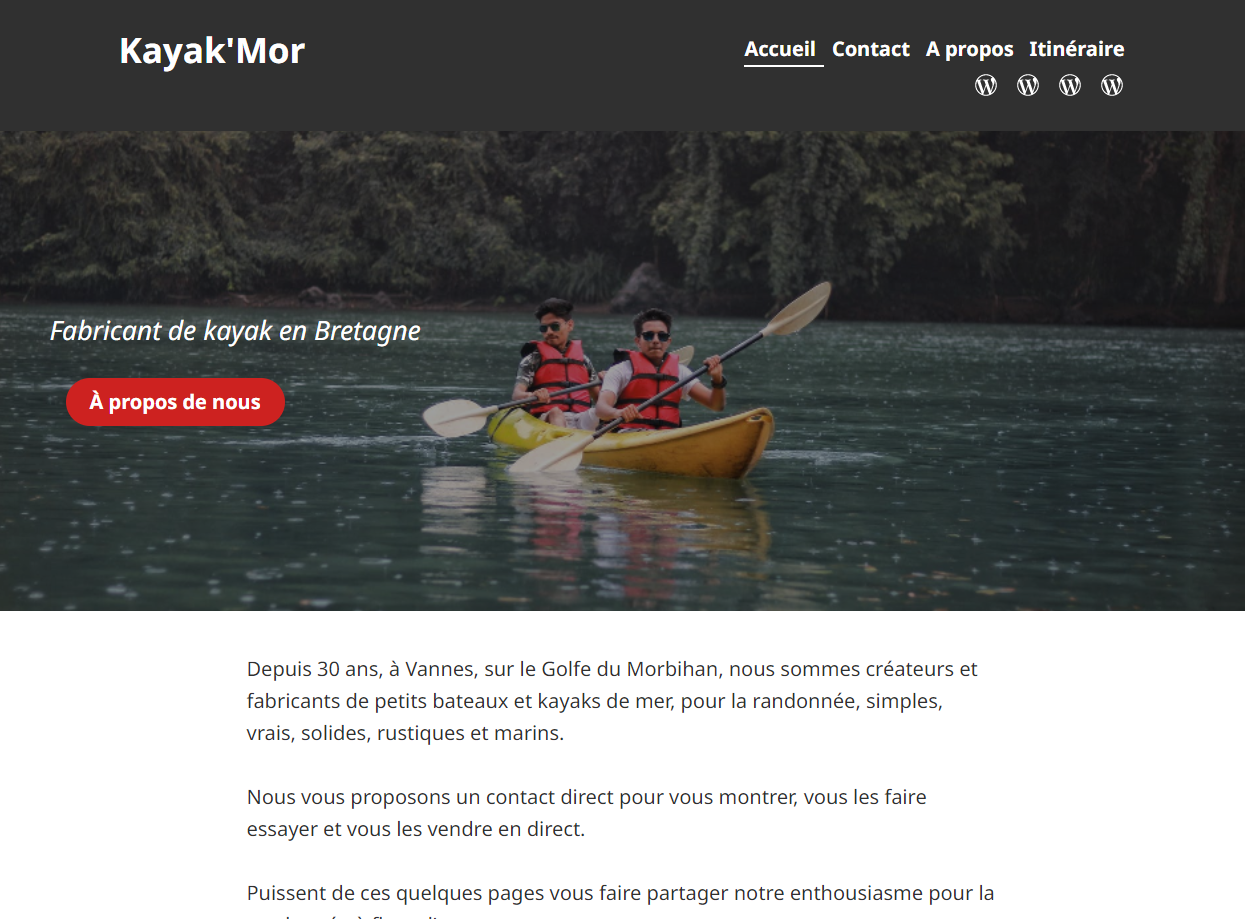 Kayak'Mor
Accueil Contact A propos Itinéraire
Fabricant de kayak en Bretagne
À propos de nous
Depuis 30 ans, à Vannes, sur le Golfe du Morbihan, nous sommes créateurs et
fabricants de petits bateaux et kayaks de mer, pour la randonnée, simples,
vrais, solides, rustiques et marins.
Nous vous proposons un contact direct pour vous montrer, vous les faire
essayer et vous les vendre en direct.
Puissent de ces quelques pages vous faire partager notre enthousiasme pour la